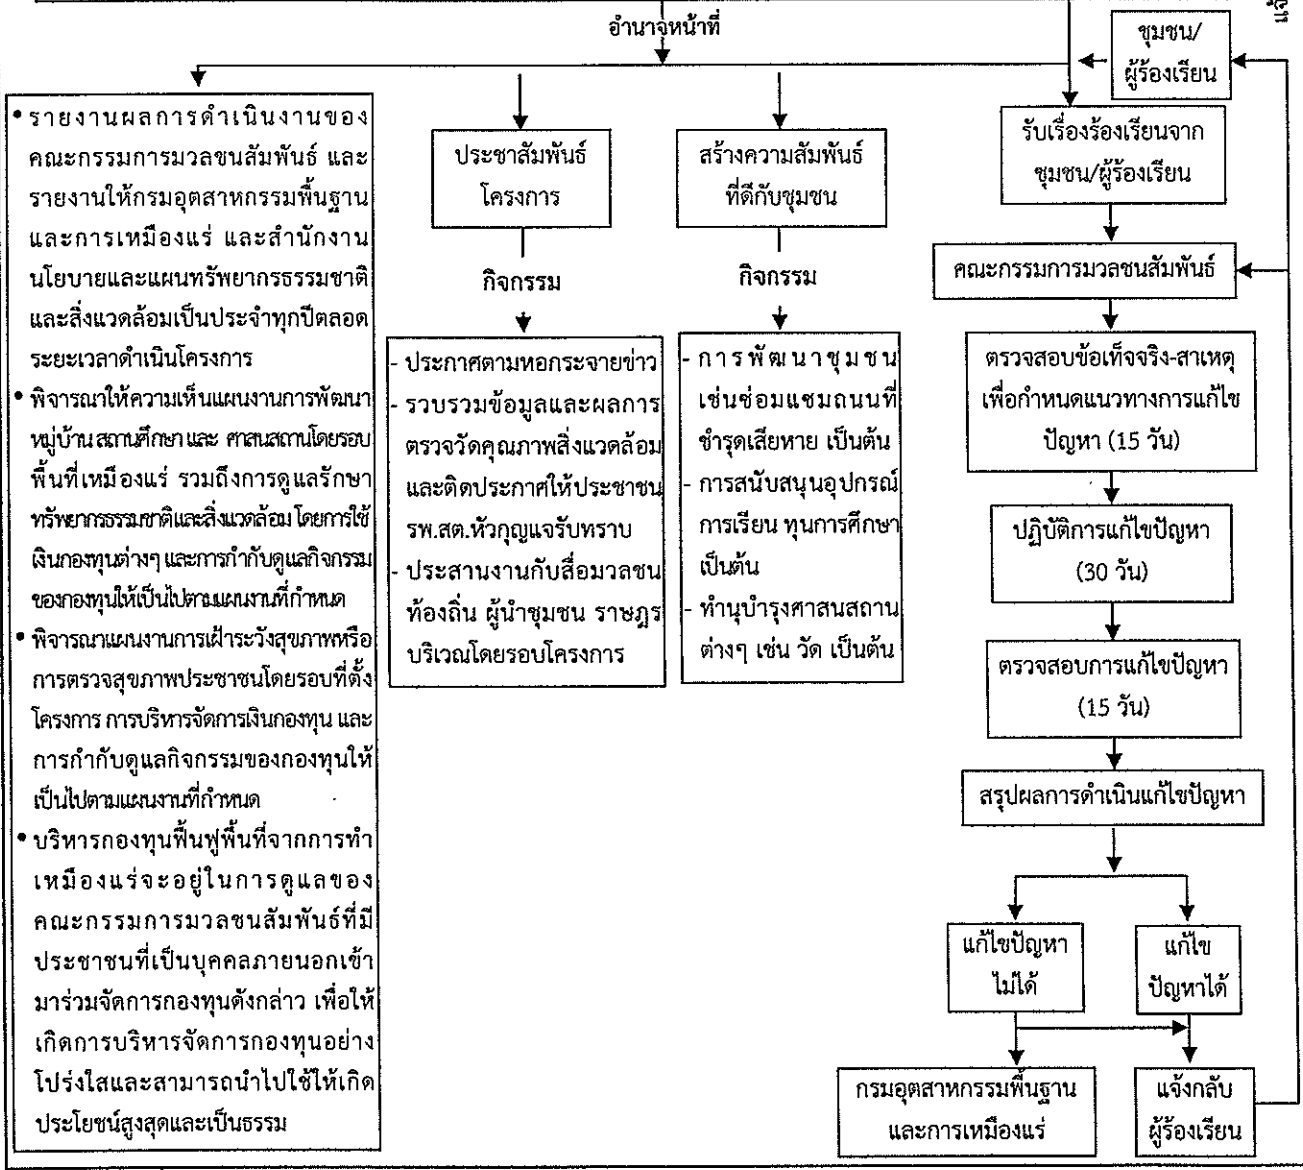 อำนาจหน้าที่
แจ้
ชุมชน/
ผู้ร้องเรียน
• รายงานผลการดำเนินงานของ
คณะกรรมการมวลชนสัมพันธ์ และ
รายงานให้กรมอุตสาหกรรมพื้นฐาน
และการเหมืองแร่ และสำนักงาน
นโยบายและแผนทรัพยากรธรรมชาติ
และสิ่งแวดล้อมเป็นประจำทุกปีตลอด
ระยะเวลาดำเนินโครงการ
• พิจารณาให้ความเห็นแผนงานการพัฒนา
หมู่บ้าน สถานศึกษา และ ศาสนสถานโดยรอบ
พื้นที่เหมืองแร่ รวมถึงการดูแลรักษา
ทรัพยากรธรรมชาติและสิ่งแวดล้อม โดยการใช้
เงินกองทุนต่างๆ และการกำกับดูแลกิจกรรม
ของกองทุนให้เป็นไปตามแผนงานที่กำหนด
• พิจารณาแผนงานการเฝ้าระวังสุขภาพหรือ
การตรวจสุขภาพประชาชนโดยรอบที่ตั้ง
โครงการ การบริหารจัดการเงินกองทุน และ
การกำกับดูแลกิจกรรมของกองทุนให้
เป็นไปตามแผนงานที่กำหนด
• บริหารกองทุนฟื้นฟูพื้นที่จากการทำ
เหมืองแร่จะอยู่ในการดูแลของ
คณะกรรมการมวลชนสัมพันธ์ที่มี
ประชาชนที่เป็นบุคคลภายนอกเข้า
มาร่วมจัดการกองทุนดังกล่าว เพื่อให้
เกิดการบริหารจัดการกองทุนอย่าง
โปร่งใสและสามารถนำไปใช้ให้เกิด
ประโยชน์สูงสุดและเป็นธรรม
ประชาสัมพันธ์
โครงการ
กิจกรรม
- ประกาศตามหอกระจายข่าว
- รวบรวมข้อมูลและผลการ
ตรวจวัดคุณภาพสิ่งแวดล้อม
และติดประกาศให้ประชาชน
รพ.สต.หัวกุญแจรับทราบ
- ประสานงานกับสื่อมวลชน
ท้องถิ่น ผู้นำชุมชน ราษฎร
บริเวณโดยรอบโครงการ
สร้างความสัมพันธ์
ที่ดีกับชุมชน
กิจกรรม
- การพัฒนาชุมชน
เช่นซ่อมแซมถนนที่
ชำรุดเสียหาย เป็นต้น
- การสนับสนุนอุปกรณ์
การเรียน ทุนการศึกษา
เป็นต้น
- ทำนุบำรุงศาสนสถาน
ต่างๆ เช่น วัด เป็นต้น
รับเรื่องร้องเรียนจาก
ชุมชน/ผู้ร้องเรียน
คณะกรรมการมวลชนสัมพันธ์
ตรวจสอบข้อเท็จจริง-สาเหตุ
เพื่อกำหนดแนวทางการแก้ไข
ปัญหา (15 วัน)
ปฏิบัติการแก้ไขปัญหา
(30 วัน)
ตรวจสอบการแก้ไขปัญหา
(15 วัน)
สรุปผลการดำเนินแก้ไขปัญหา
แก้ไขปัญหา
ไม่ได้
แก้ไข
ปัญหาได้
กรมอุตสาหกรรมพื้นฐาน
และการเหมืองแร่
แจ้งกลับ
ผู้ร้องเรียน